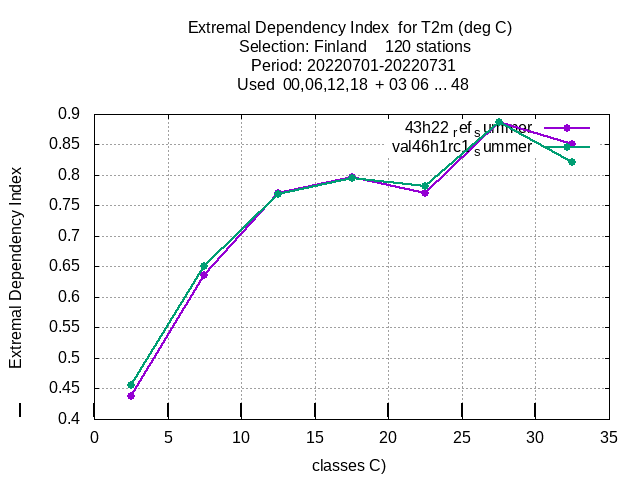 Extremal Dependency Index  for T2m (deg C)
Selection: Finland    120 stations
Period: 20220701-20220731
Used  00,06,12,18  + 03 06 ... 48
0.9
0.85
0.8
0.75
0.7
0.65
0.6
0.55
0.5
0.45
0.4
Extremal Dependency Index
43h22_ref_summer
val46h1rc1_summer
0 5 10 15 20 25 30 35
classes C)